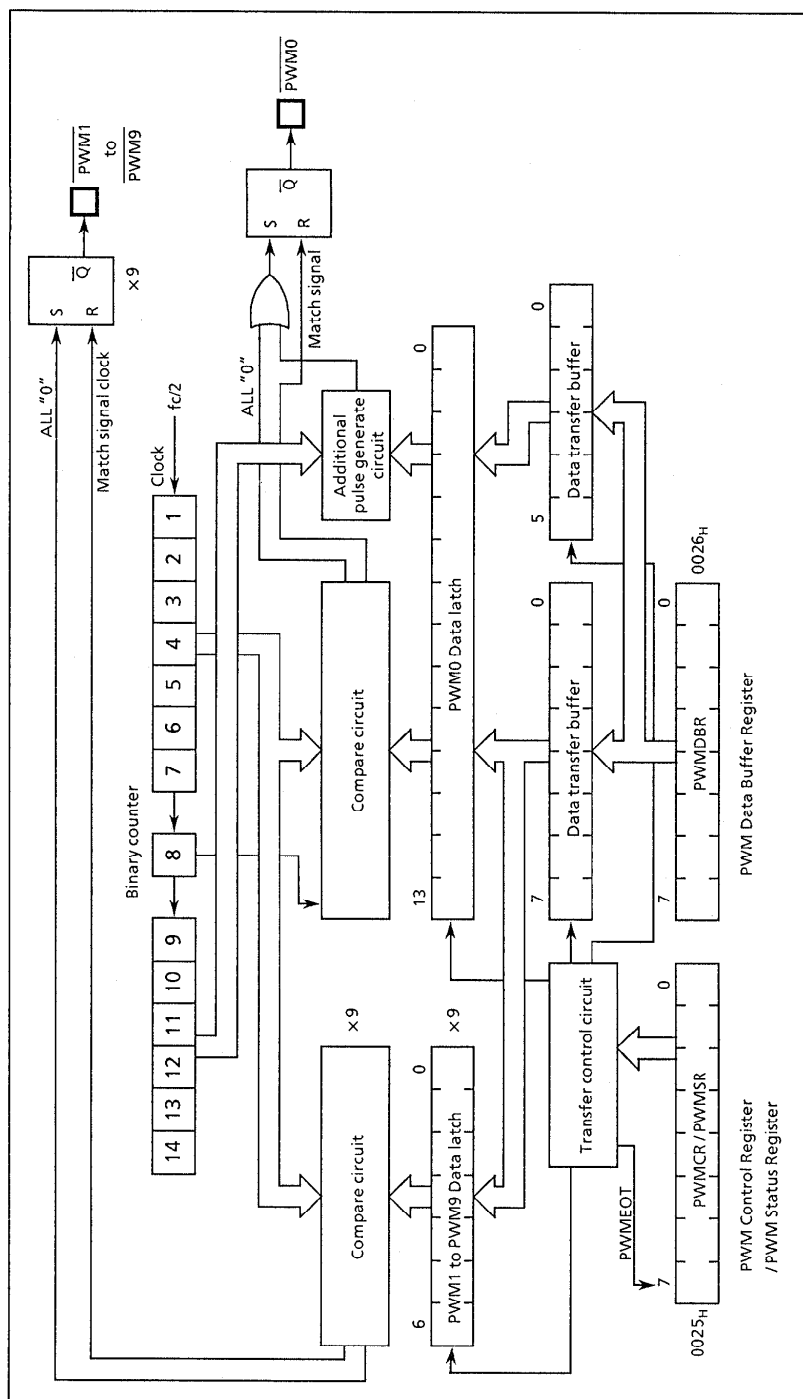 PWM1
to
PWM9
PWM0
S
R
Q
×9
S
R
Q
ALL "0"
Match signal clock
ALL "0"
Match signal
fc/2
Clock
Binary counter
14 13 12 11 10 9 8 7 6 5 4 3 2 1
Additional
pulse generate
circuit
Compare circuit
×9
Compare circuit
6 0
PWM1 to PWM9 Data latch
×9
13 0
PWM0 Data latch
7 0
Data transfer buffer
5 0
Data transfer buffer
Transfer control circuit
PWMEOT
7 0
PWMCR / PWMSR
0025H
7 0
PWMDBR
0026H
PWM Control Register
/ PWM Status Register
PWM Data Buffer Register